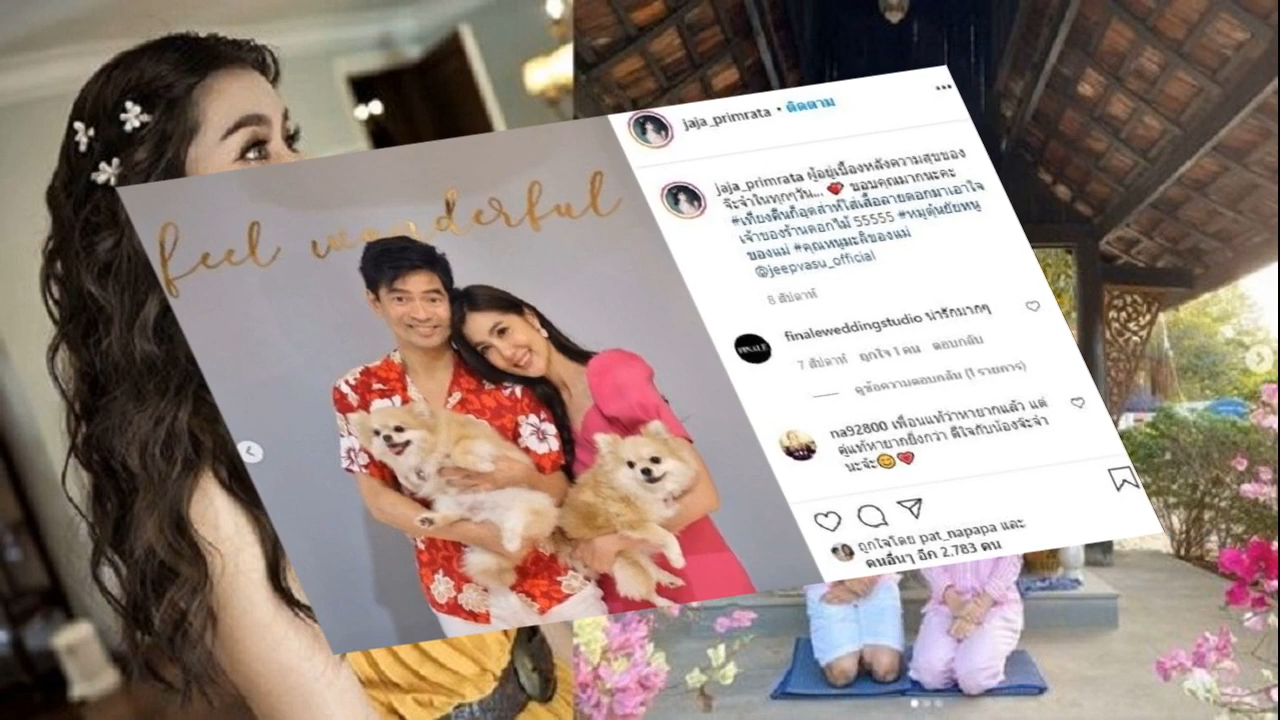 feel wonderful
jaja_primrata • ติดตาม
jaja_primrata ผู้อยู่เบื้องหลังความสุขของ
จ๊ะจ๋าในทุกๆวัน... ❤️ ขอบคุณมากนะคะ
#เที่ยงคืนก็อุตส่าห์ใส่เสื้อลายดอกมาเอาใจ
เจ้าของร้านดอกไม้ 55555 #หมูตุ๋นยัยหนู
ของแม่ #คุณหนูมะลิของแม่
@jeepvasu_official
8 สัปดาห์
FINALE
finaleweddingstudio น่ารักมากๆ
7 สัปดาห์ ถูกใจ 1 คน ตอบกลับ
ดูข้อความตอบกลับ (1 รายการ)
na92800 เพื่อนแท้ว่าหายากแล้ว แต่
คู่แท้หายากยิ่งกว่า ดีใจกับน้องจ๊ะจ๋า
นะจ๊ะ😊❤️
ถูกใจโดย pat_napapa และ
คนอื่นๆ อีก 2,783 คน